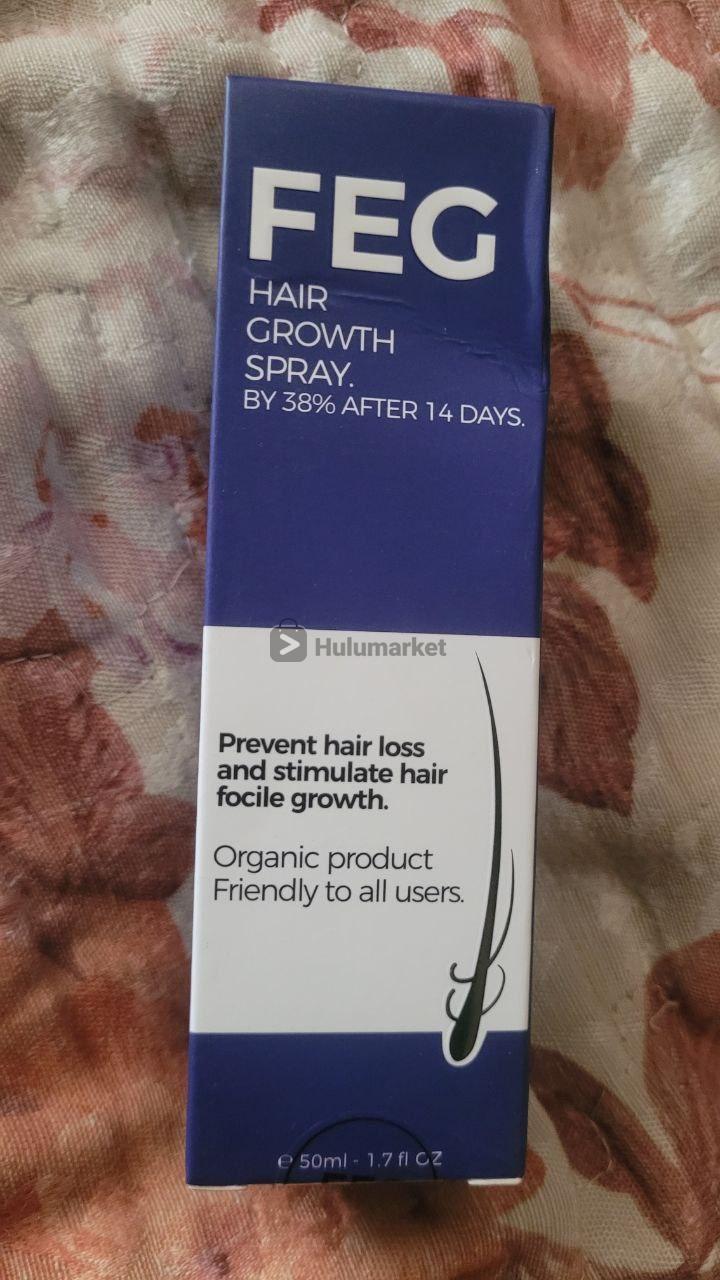 FEG
HAIR
GROWTH
SPRAY.
BY 38% AFTER 14 DAYS.
Hulumarket
Prevent hair loss
and stimulate hair
focile growth.
Organic product
Friendly to all users.
℮ 50ml - 1.7 fl OZ